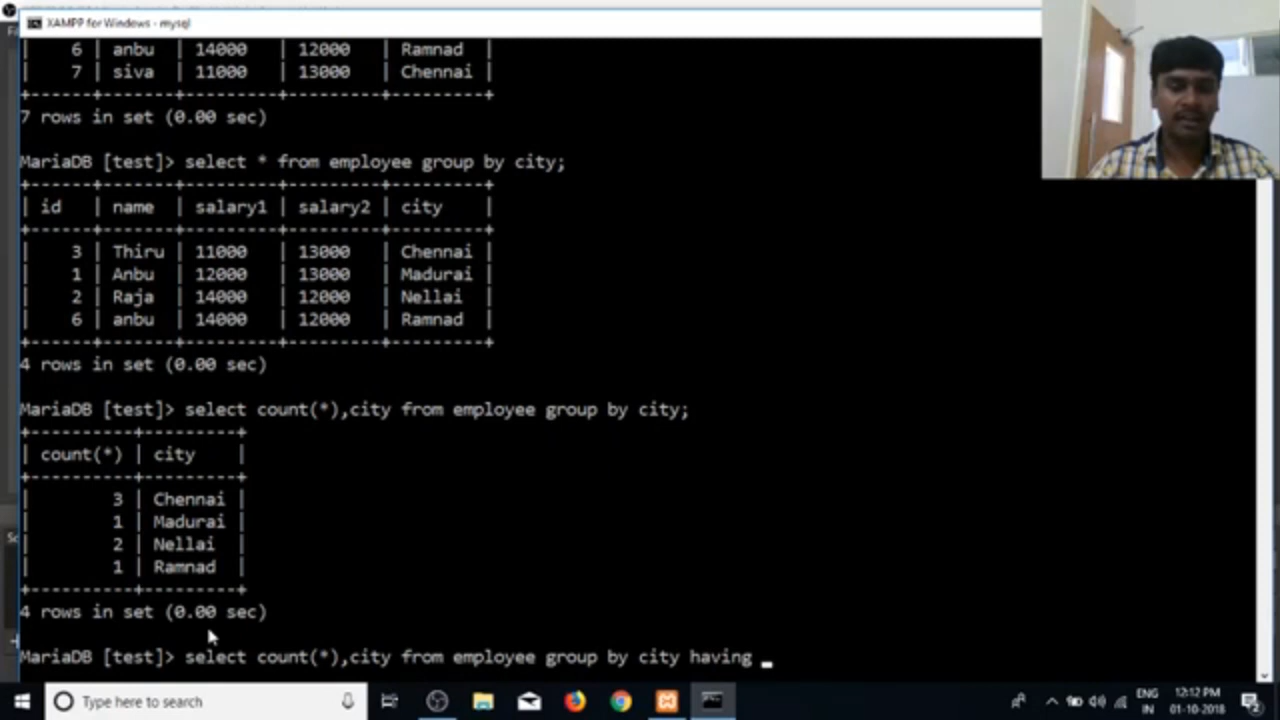 XAMPP for Windows - mysql
| 6 | anbu | 14000 | 12000 | Ramnad |
| 7 | siva | 11000 | 13000 | Chennai |
+------+-------+---------+---------+---------+
7 rows in set (0.00 sec)
MariaDB [test]> select * from employee group by city;
+------+-------+---------+---------+---------+
| id | name | salary1 | salary2 | city |
+------+-------+---------+---------+---------+
| 3 | Thiru | 11000 | 13000 | Chennai |
| 1 | Anbu | 12000 | 13000 | Madurai |
| 2 | Raja | 14000 | 12000 | Nellai |
| 6 | anbu | 14000 | 12000 | Ramnad |
+------+-------+---------+---------+---------+
4 rows in set (0.00 sec)
MariaDB [test]> select count(*),city from employee group by city;
+----------+---------+
| count(*) | city |
+----------+---------+
| 3 | Chennai |
| 1 | Madurai |
| 2 | Nellai |
| 1 | Ramnad |
+----------+---------+
4 rows in set (0.00 sec)
MariaDB [test]> select count(*),city from employee group by city having _
Type here to search
ENG
IN
12:12 PM
01-10-2018